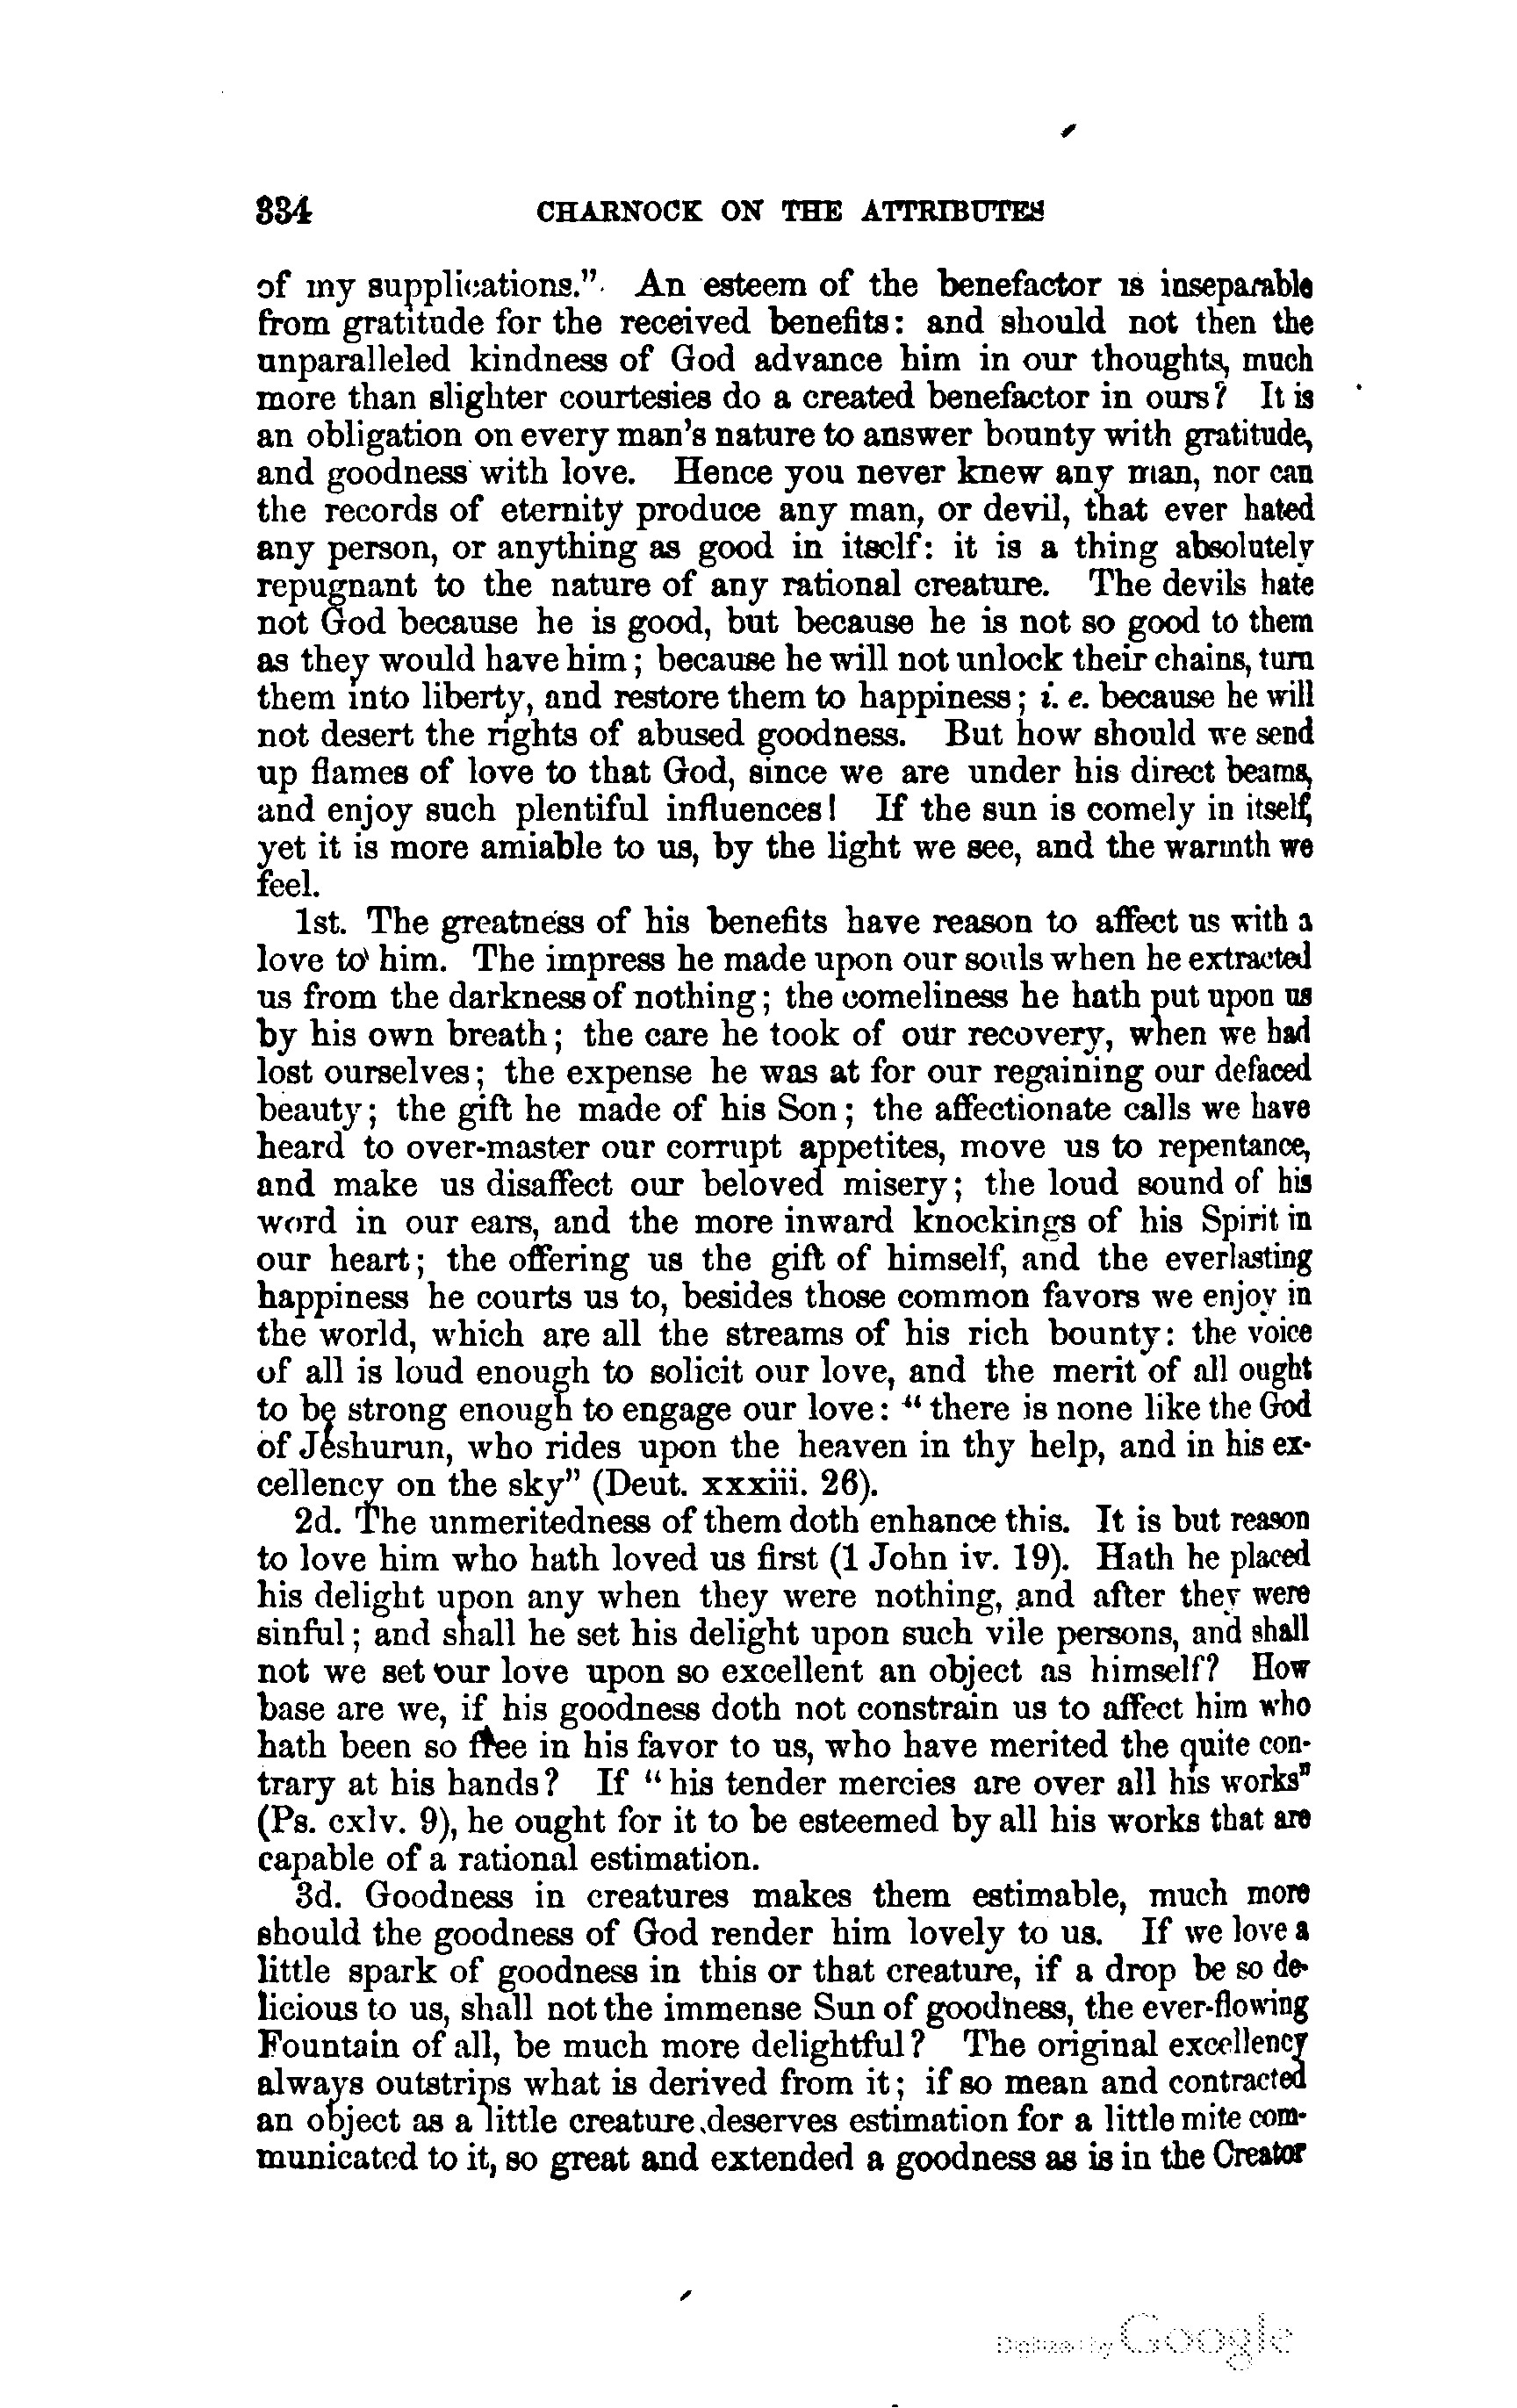 334 CHARNOCK ON THE ATTRIBUTES
of my supplications." An esteem of the benefactor is inseparable
from gratitude for the received benefits: and should not then the
unparalleled kindness of God advance him in our thoughts, much
more than slighter courtesies do a created benefactor in ours? It is
an obligation on every man's nature to answer bounty with gratitude,
and goodness with love. Hence you never knew any man, nor can
the records of eternity produce any man, or devil, that ever hated
any person, or anything as good in itself: it is a thing absolutely
repugnant to the nature of any rational creature. The devils hate
not God because he is good, but because he is not so good to them
as they would have him; because he will not unlock their chains, turn
them into liberty, and restore them to happiness; i. e. because he will
not desert the rights of abused goodness. But how should we send
up flames of love to that God, since we are under his direct beams,
and enjoy such plentiful influences! If the sun is comely in itself,
yet it is more amiable to us, by the light we see, and the warmth we
feel.
1st. The greatness of his benefits have reason to affect us with a
love to him. The impress he made upon our souls when he extracted
us from the darkness of nothing; the comeliness he hath put upon us
by his own breath; the care he took of our recovery, when we had
lost ourselves; the expense he was at for our regaining our defaced
beauty; the gift he made of his Son; the affectionate calls we have
heard to over-master our corrupt appetites, move us to repentance,
and make us disaffect our beloved misery; the loud sound of his
word in our ears, and the more inward knockings of his Spirit in
our heart; the offering us the gift of himself, and the everlasting
happiness he courts us to, besides those common favors we enjoy in
the world, which are all the streams of his rich bounty: the voice
of all is loud enough to solicit our love, and the merit of all ought
to be strong enough to engage our love: "there is none like the God
of Jeshurun, who rides upon the heaven in thy help, and in his ex-
cellency on the sky" (Deut. xxxiii. 26).
2d. The unmeritedness of them doth enhance this. It is but reason
to love him who hath loved us first (1 John iv. 19). Hath he placed
his delight upon any when they were nothing, and after they were
sinful; and shall he set his delight upon such vile persons, and shall
not we set our love upon so excellent an object as himself? How
base are we, if his goodness doth not constrain us to affect him who
hath been so free in his favor to us, who have merited the quite con-
trary at his hands? If "his tender mercies are over all his works"
(Ps. cxlv. 9), he ought for it to be esteemed by all his works that are
capable of a rational estimation.
3d. Goodness in creatures makes them estimable, much more
should the goodness of God render him lovely to us. If we love a
little spark of goodness in this or that creature, if a drop be so de-
licious to us, shall not the immense Sun of goodness, the ever-flowing
Fountain of all, be much more delightful? The original excellency
always outstrips what is derived from it; if so mean and contracted
an object as a little creature deserves estimation for a little mite com-
municated to it, so great and extended a goodness as is in the Creator
Digitized by Google